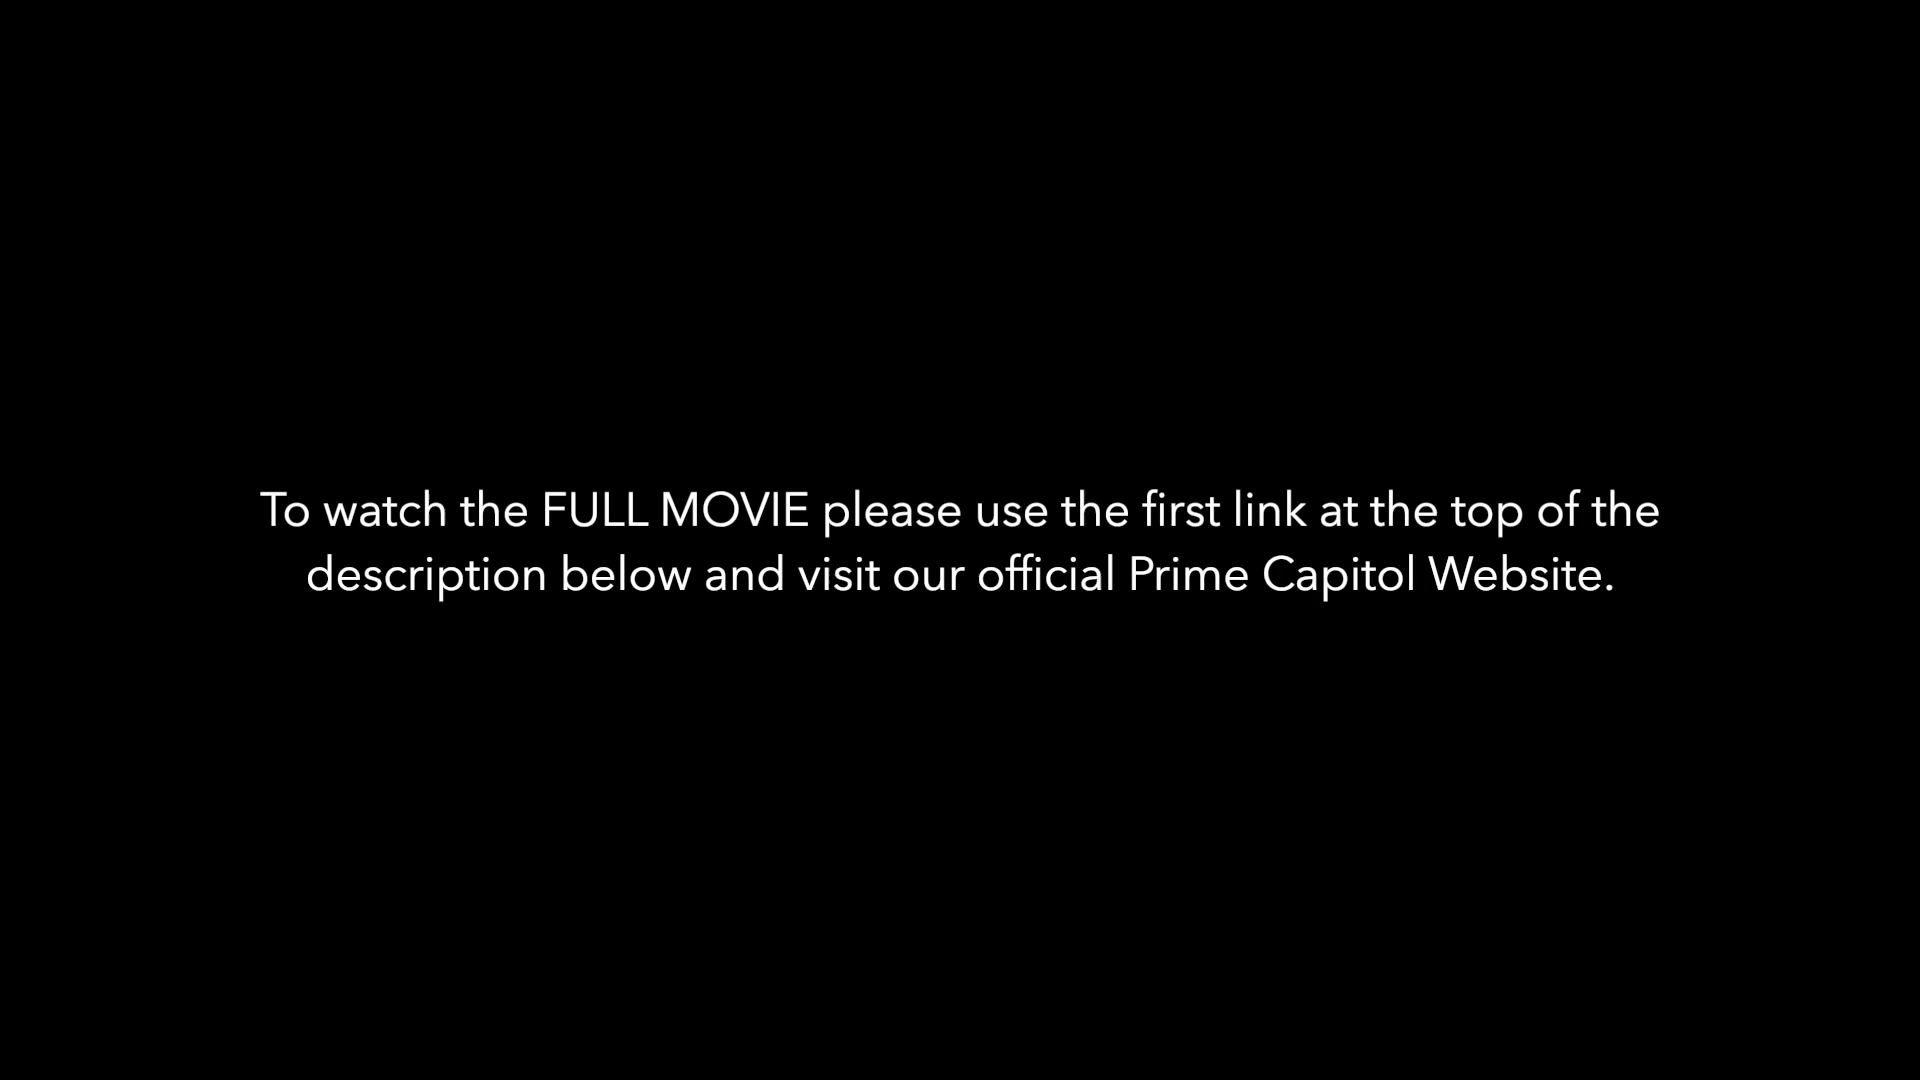 To watch the FULL MOVIE please use the first link at the top of the
description below and visit our official Prime Capitol Website.